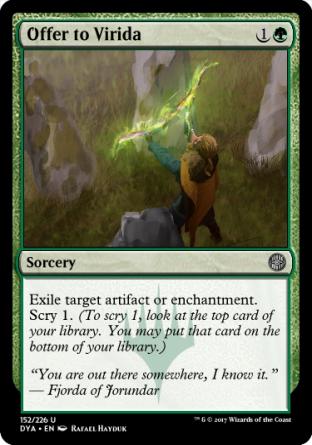 Offer to Virida 1
Sorcery
Exile target artifact or enchantment.
Scry 1. (To scry 1, look at the top card of
your library. You may put that card on the
bottom of your library.)
“You are out there somewhere, I know it.”
— Fjorda of Jorundar
152/226 U
DYA • EN Rafael Hayduk
™ & © 2017 Wizards of the Coast